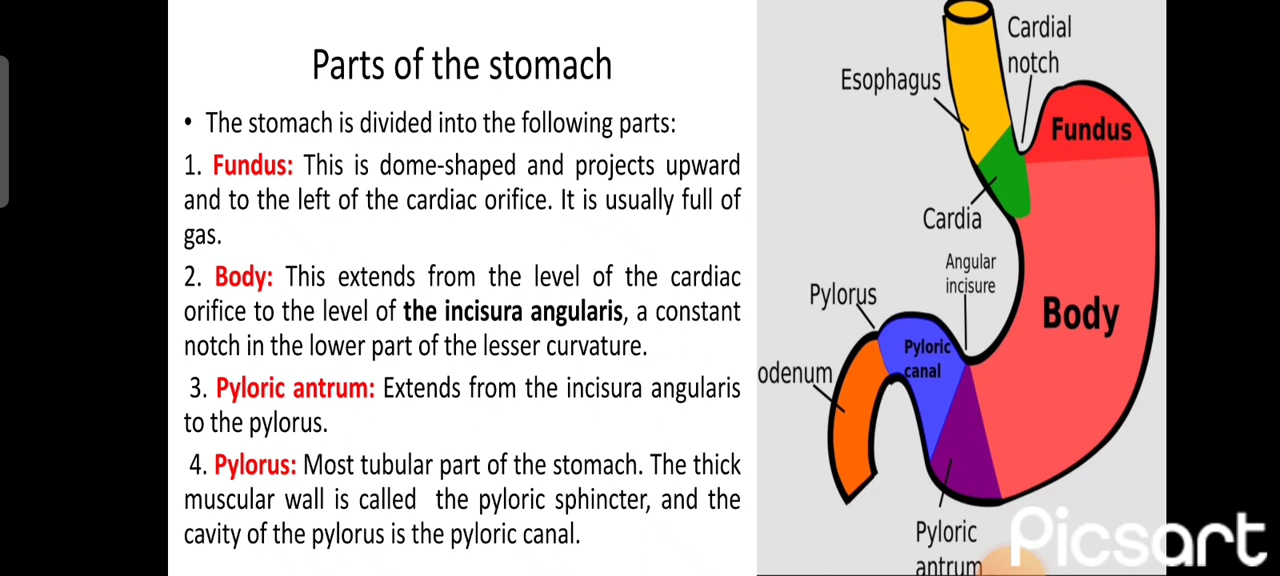 Parts of the stomach
• The stomach is divided into the following parts:
1. Fundus: This is dome-shaped and projects upward
and to the left of the cardiac orifice. It is usually full of
gas.
2. Body: This extends from the level of the cardiac
orifice to the level of the incisura angularis, a constant
notch in the lower part of the lesser curvature.
3. Pyloric antrum: Extends from the incisura angularis
to the pylorus.
4. Pylorus: Most tubular part of the stomach. The thick
muscular wall is called the pyloric sphincter, and the
cavity of the pylorus is the pyloric canal.
Cardial
notch
Esophagus
Fundus
Cardia
Angular
incisure
Pylorus
Body
Pyloric
canal
odenum
Pyloric
antrum
Picsart